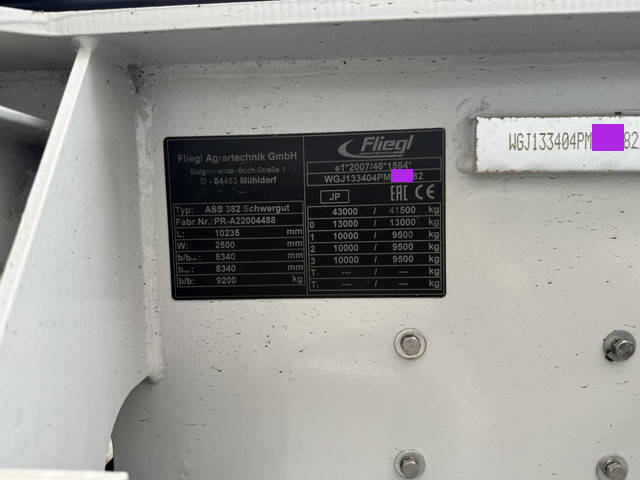 Fliegl Agrartechnik GmbH
Bürgermeister-Boch-Straße 1
D - 84453 Mühldorf
Typ: ASS 382 Schwergut
Fabr.Nr.: PR-A22004488
L: 10235 mm
W: 2500 mm
8340 mm
8340 mm
b/b: 9200 kg
Fliegl
e1*2007/46*1564*
WGJ133404PM 82
JP EAC CE
43000 / 41500 kg
0 13000 / 13000 kg
1 10000 / 9500 kg
2 10000 / 9500 kg
3 10000 / 9500 kg
T --- / --- kg
T --- / --- kg
WGJ133404PM 82